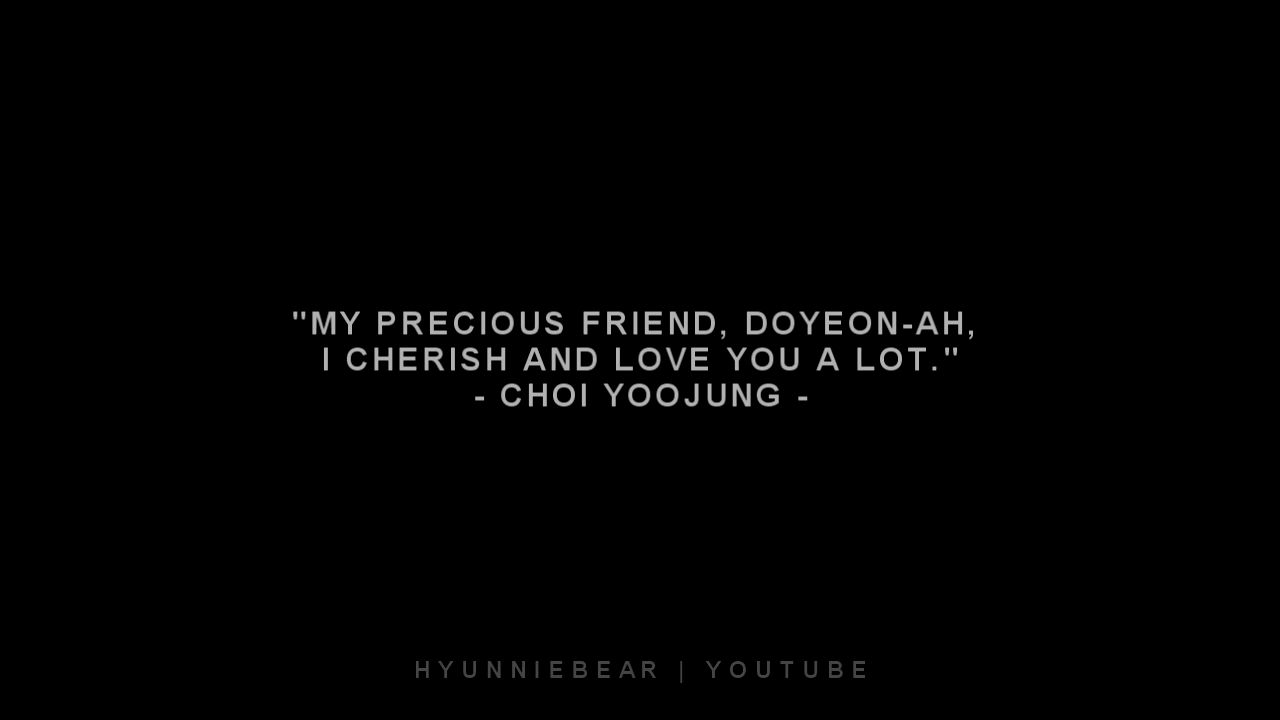 "MY PRECIOUS FRIEND, DOYEON-AH,
I CHERISH AND LOVE YOU A LOT."
- CHOI YOOJUNG -
HYUNNIEBEAR | YOUTUBE